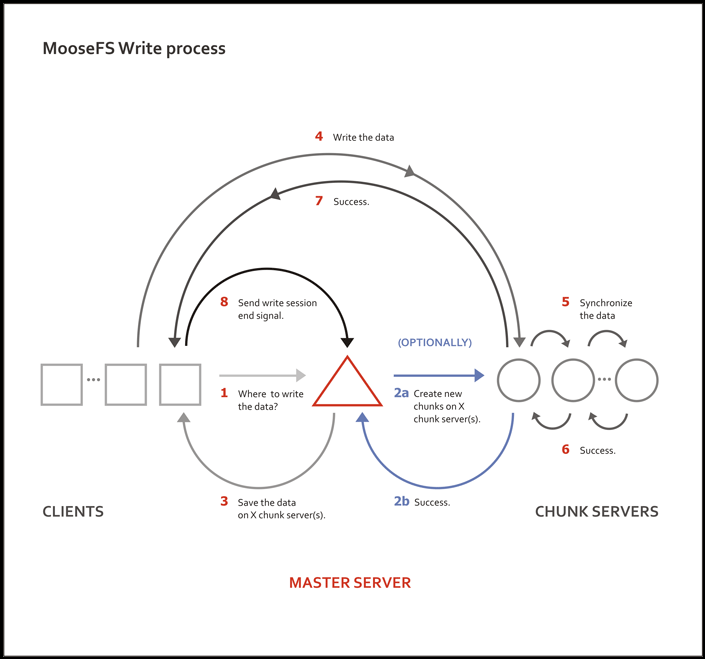 MooseFS Write process
4 Write the data
7 Success.
8 Send write session
end signal.
5 Synchronize
the data
(OPTIONALLY)
1 Where to write
the data?
2a Create new
chunks on X
chunk server(s).
6 Success.
3 Save the data
on X chunk server(s).
2b Success.
CLIENTS
CHUNK SERVERS
MASTER SERVER